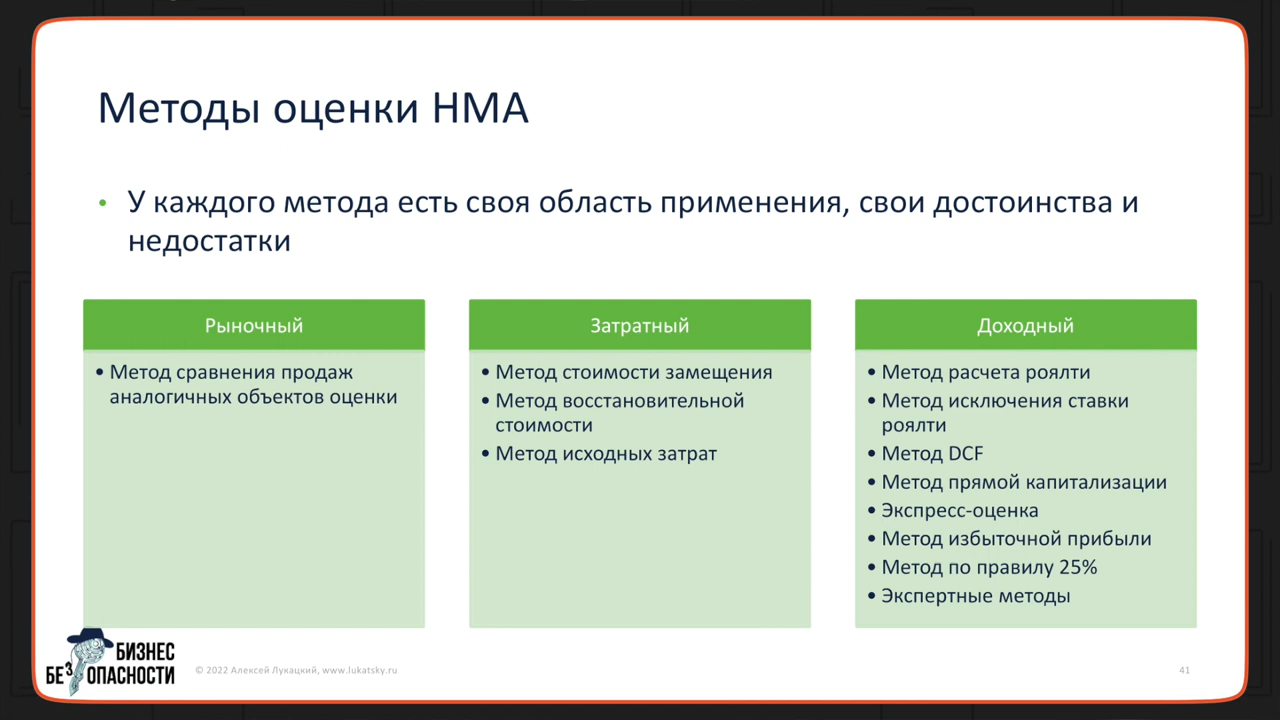 Методы оценки НМА
• У каждого метода есть своя область применения, свои достоинства и
недостатки
Рыночный
• Метод сравнения продаж
аналогичных объектов оценки
Затратный
• Метод стоимости замещения
• Метод восстановительной
стоимости
• Метод исходных затрат
Доходный
• Метод расчета роялти
• Метод исключения ставки
роялти
• Метод DCF
• Метод прямой капитализации
• Экспресс-оценка
• Метод избыточной прибыли
• Метод по правилу 25%
• Экспертные методы
БИЗНЕС
БЕЗОПАСНОСТИ
© 2022 Алексей Лукацкий, www.lukatsky.ru
41